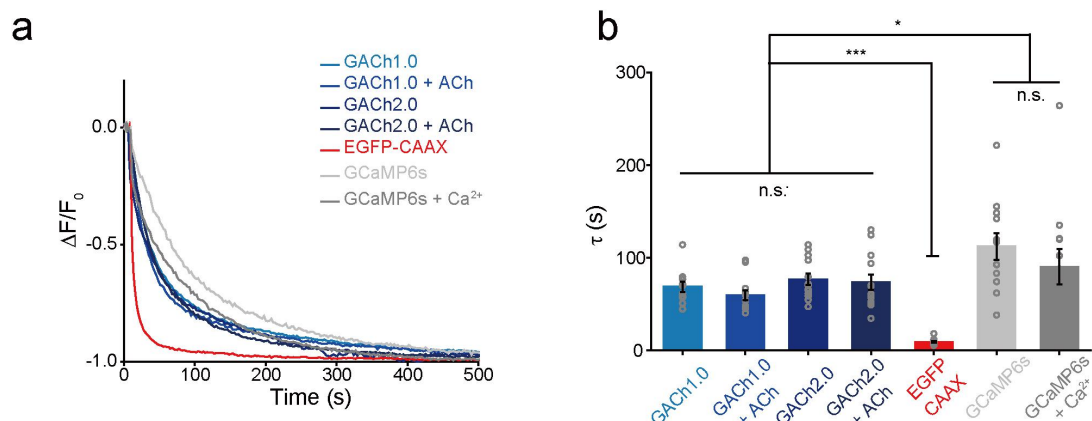 a
GACh1.0
GACh1.0 + ACh
GACh2.0
GACh2.0 + ACh
EGFP-CAAX
GCaMP6s
GCaMP6s + Ca²⁺
0.0
-0.5
-1.0
ΔF/F₀
0 100 200 300 400 500
Time (s)
b
*
***
n.s.
n.s.
300
200
100
0
τ (s)
GACh1.0
GACh1.0
+ ACh
GACh2.0
GACh2.0
+ ACh
EGFP
CAAX
GCaMP6s
GCaMP6s
+ Ca²⁺